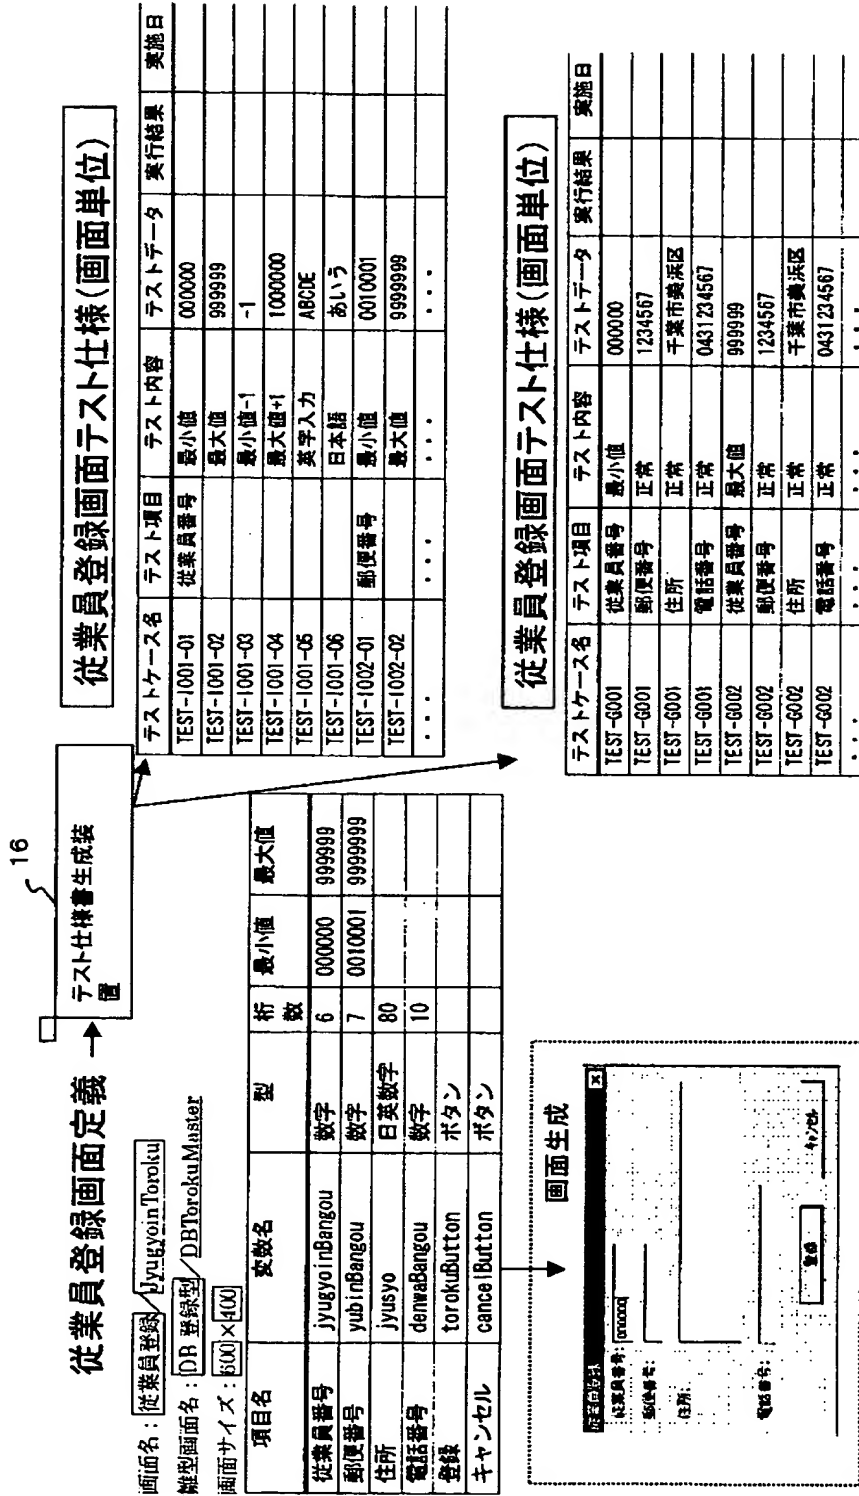 16
テスト仕様書生成装
置
従業員登録画面定義
画面名：従業員登録/JyugyoinToroku
雛型画面名：DB 登録型/DBTorokuMaster
画面サイズ：600×400
項目名 変数名 型 桁数 最小値 最大値
従業員番号 jyugyoinBangou 数字 6 000000 999999
郵便番号 yubinBangou 数字 7 0010001 9999999
住所 jyusyo 日英数字 80
電話番号 denwaBangou 数字 10
登録 torokuButton ボタン
キャンセル cancelButton ボタン
画面生成
従業員登録
従業員番号：000000
郵便番号：
住所：
電話番号：
登録
キャンセル
従業員登録画面テスト仕様(画面単位)
テストケース名 テスト項目 テスト内容 テストデータ 実行結果 実施日
TEST-I001-01 従業員番号 最小値 000000
TEST-I001-02 最大値 999999
TEST-I001-03 最小値-1 -1
TEST-I001-04 最大値+1 1000000
TEST-I001-05 英字入力 ABCDE
TEST-I001-06 日本語 あいう
TEST-I002-01 郵便番号 最小値 0010001
TEST-I002-02 最大値 9999999
... ... ... ...
従業員登録画面テスト仕様(画面単位)
テストケース名 テスト項目 テスト内容 テストデータ 実行結果 実施日
TEST-G001 従業員番号 最小値 000000
TEST-G001 郵便番号 正常 1234567
TEST-G001 住所 正常 千葉市美浜区
TEST-G001 電話番号 正常 0431234567
TEST-G002 従業員番号 最大値 999999
TEST-G002 郵便番号 正常 1234567
TEST-G002 住所 正常 千葉市美浜区
TEST-G002 電話番号 正常 0431234567
... ... ... ...